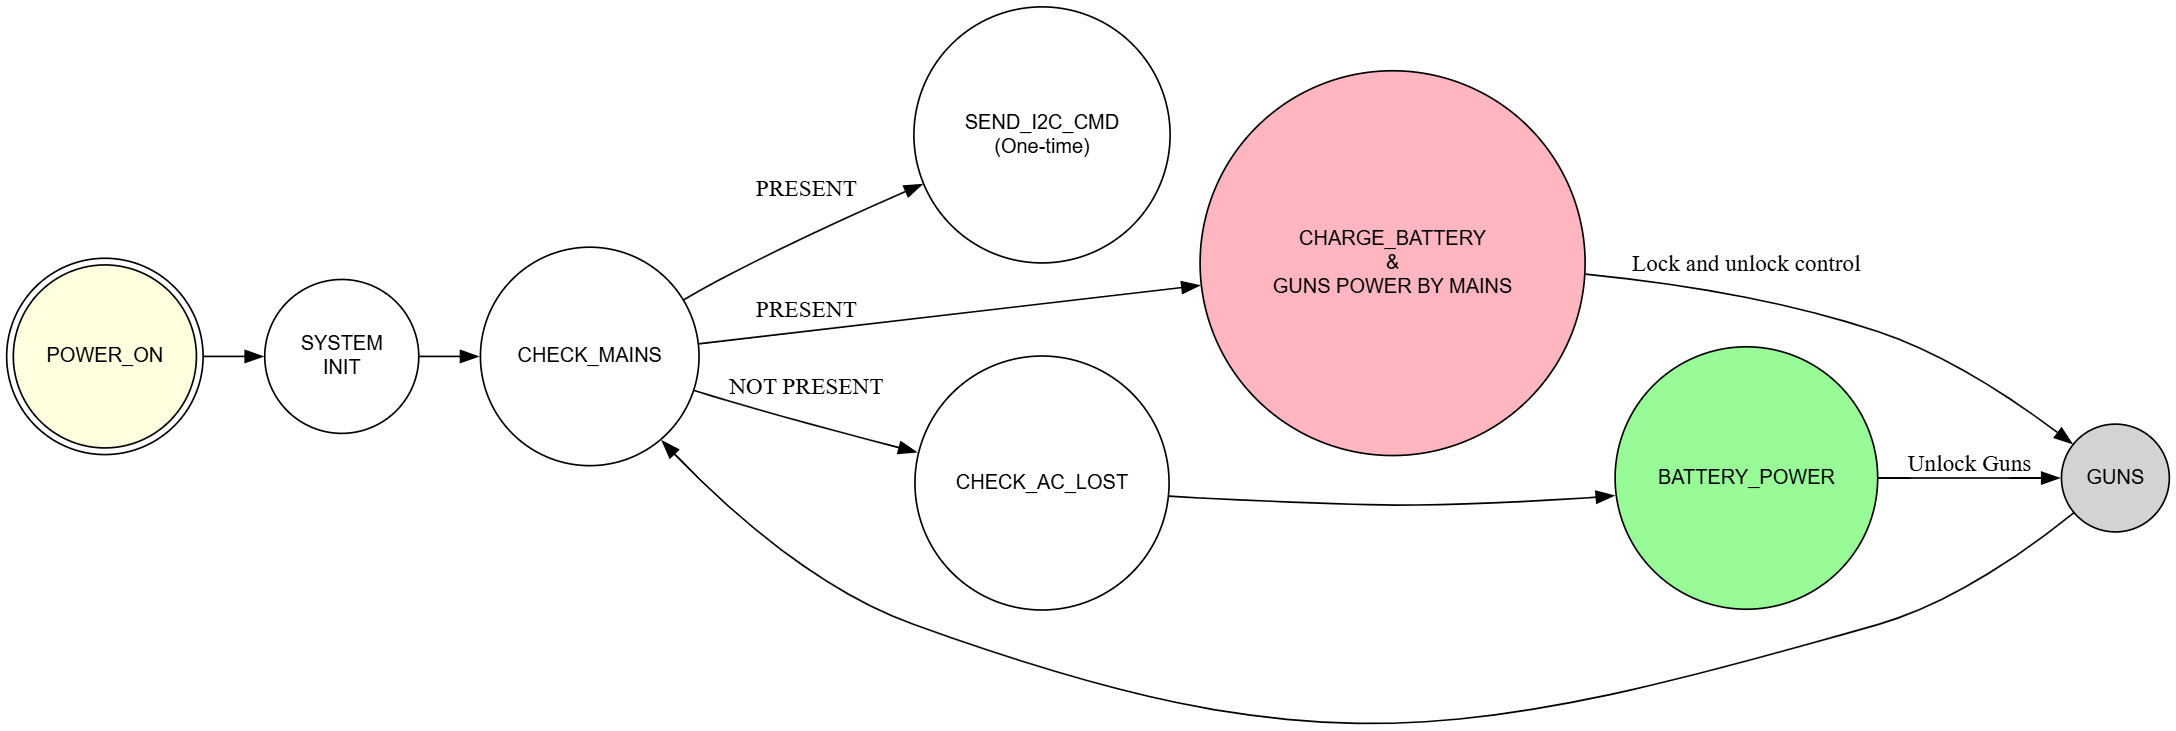 POWER_ON
SYSTEM
INIT
CHECK_MAINS
PRESENT
SEND_I2C_CMD
(One-time)
PRESENT
CHARGE_BATTERY
&
GUNS POWER BY MAINS
NOT PRESENT
CHECK_AC_LOST
Lock and unlock control
BATTERY_POWER
Unlock Guns
GUNS